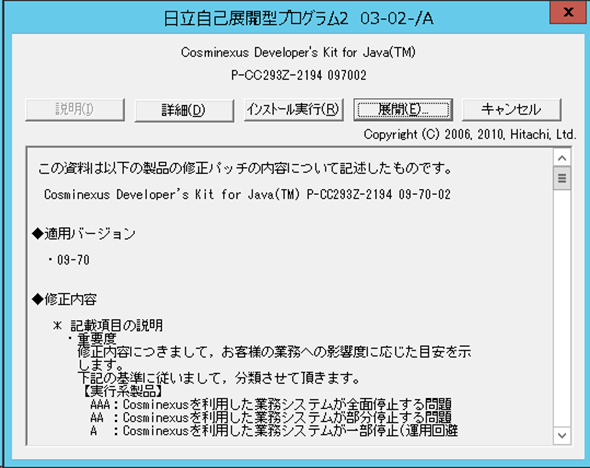 日立自己展開型プログラム2 03-02-/A
x
Cosminexus Developer's Kit for Java(TM)
P-CC293Z-2194 097002
説明(I)
詳細(D)
インストール実行(R)
展開(E)...
キャンセル
Copyright (C) 2006, 2010, Hitachi, Ltd.
この資料は以下の製品の修正パッチの内容について記述したものです。
Cosminexus Developer's Kit for Java(TM) P-CC293Z-2194 09-70-02
◆適用バージョン
・09-70
◆修正内容
* 記載項目の説明
・重要度
修正内容につきまして，お客様の業務への影響度に応じた目安を示
します。
下記の基準に従いまして，分類させて頂きます。
【実行系製品】
AAA：Cosminexusを利用した業務システムが全面停止する問題
AA ：Cosminexusを利用した業務システムが部分停止する問題
A ：Cosminexusを利用した業務システムが一部停止(運用回避